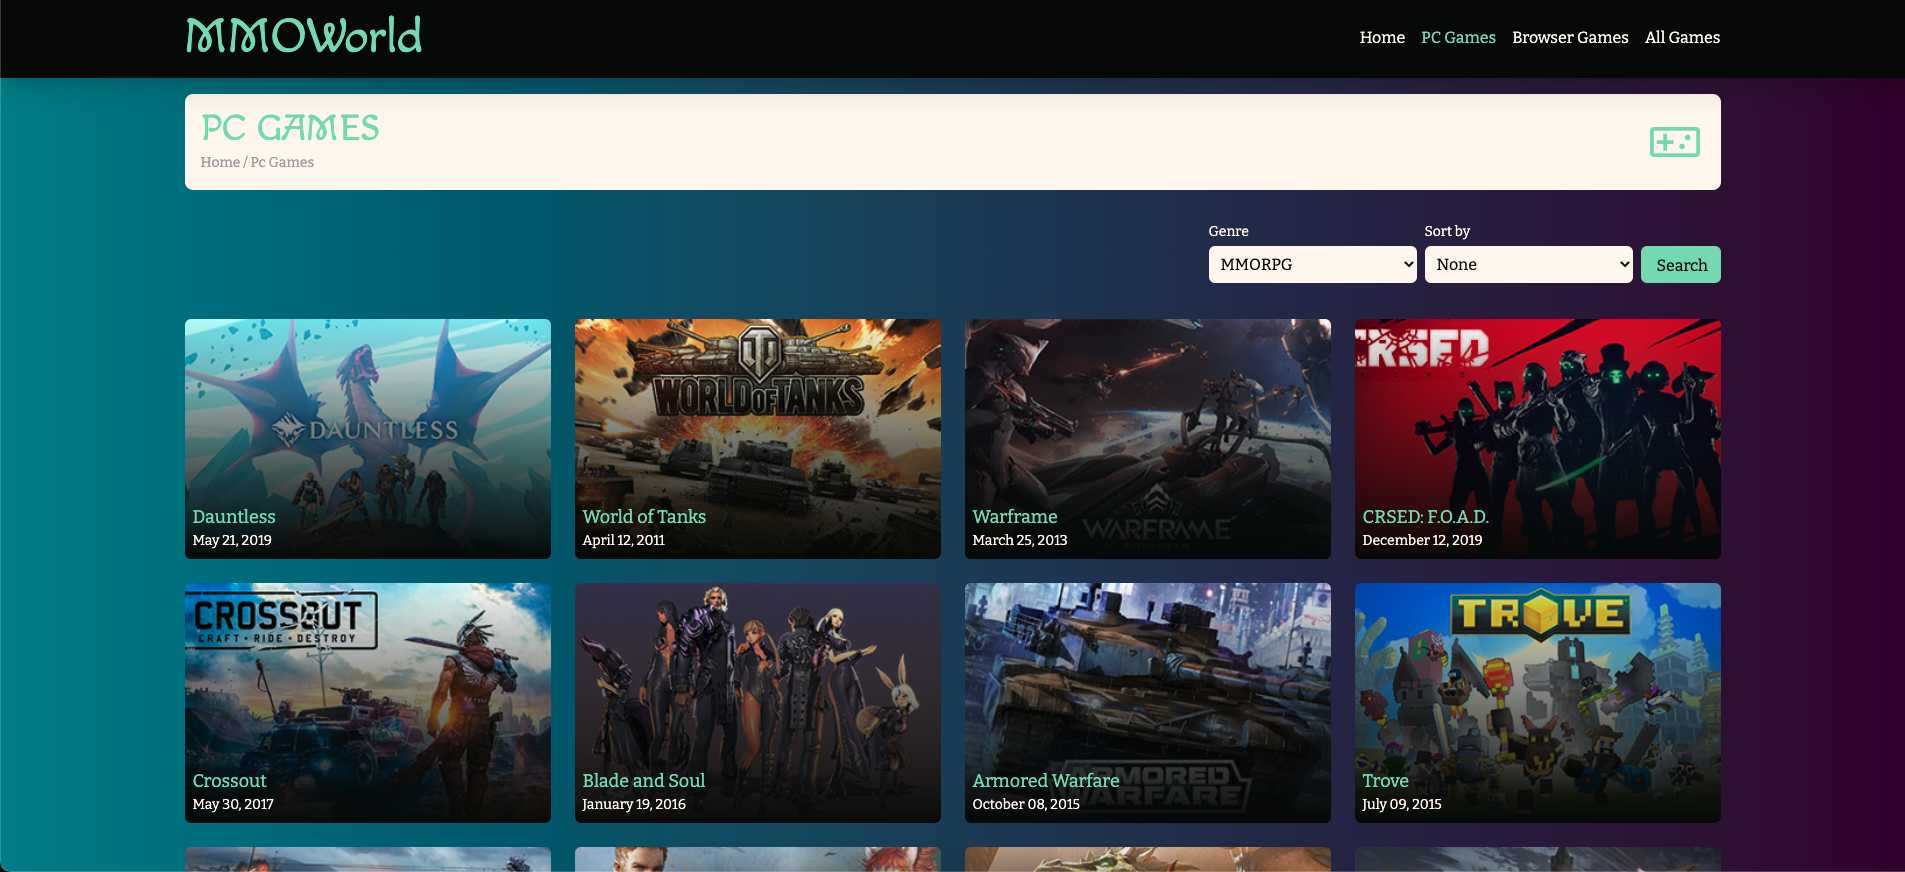 MMOWorld
Home PC Games Browser Games All Games
PC GAMES
Home / Pc Games
Genre Sort by
MMORPG None Search
DAUNTLESS
Dauntless
May 21, 2019
WORLD OF TANKS
World of Tanks
April 12, 2011
WARFRAME
Warframe
March 25, 2013
CRSED
CRSED: F.O.A.D.
December 12, 2019
CROSSOUT
CRAFT • RIDE • DESTROY
Crossout
May 30, 2017
Blade and Soul
January 19, 2016
ARMORED
WARFARE
Armored Warfare
October 08, 2015
TROVE
Trove
July 09, 2015